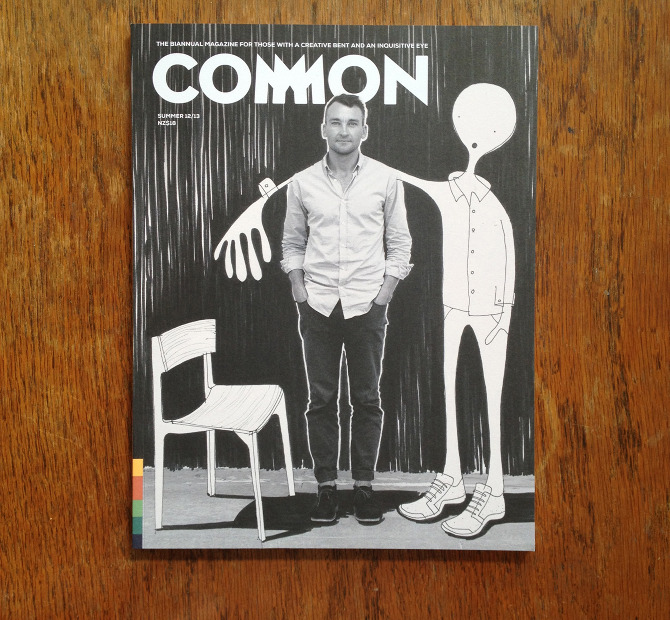 THE BIANNUAL MAGAZINE FOR THOSE WITH A CREATIVE BENT AND AN INQUISITIVE EYE
COMMON
SUMMER 12/13
NZ$18